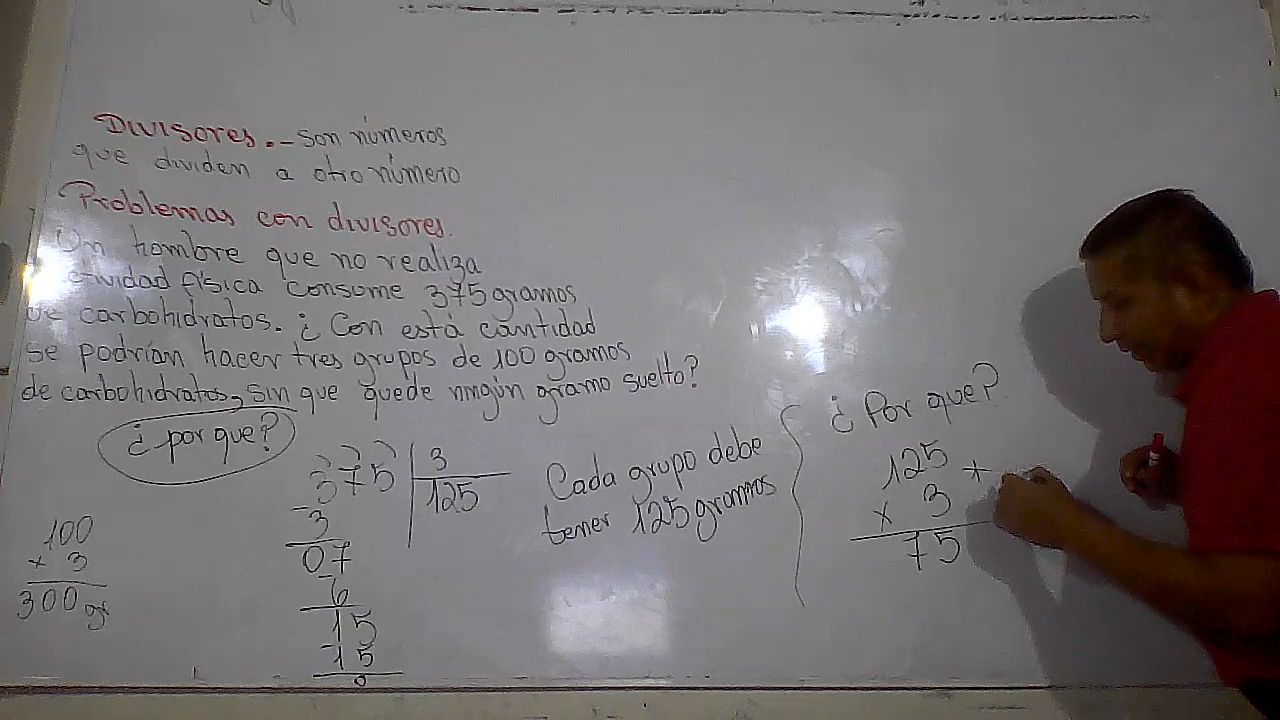 Divisores.- Son números
que dividen a otro número
Problemas con divisores.
Un hombre que no realiza
ctividad física consume 375 gramos
de carbohidratos. ¿Con está cantidad
se podrían hacer tres grupos de 100 gramos
de carbohidratos, sin que quede ningún gramo suelto?
¿por que?
100
x 3
300 gr
375 | 3
125
- 3
07
- 6
15
- 15
0
Cada grupo debe
tener 125 gramos
¿Por que?
125 +
x 3
75